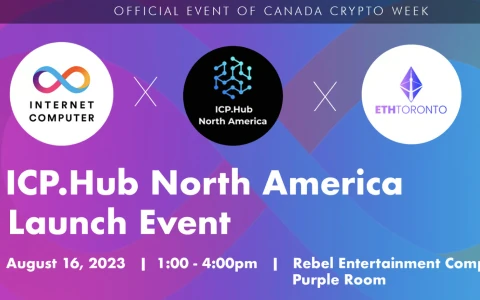 OFFICIAL EVENT OF CANADA CRYPTO WEEK
INTERNET
COMPUTER
ICP.Hub
North America
ETHTORONTO
ICP.Hub North America
Launch Event
August 16, 2023 | 1:00 - 4:00pm | Rebel Entertainment Comp
Purple Room